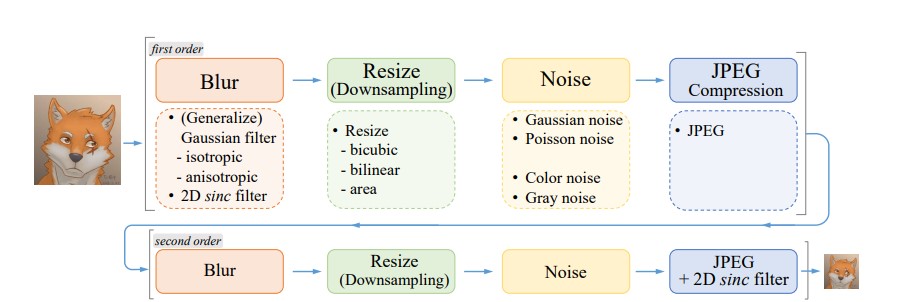 first order
Blur
Resize
(Downsampling)
Noise
JPEG
Compression
• (Generalize)
Gaussian filter
- isotropic
- anisotropic
• 2D sinc filter
• Resize
- bicubic
- bilinear
- area
• Gaussian noise
• Poisson noise
• Color noise
• Gray noise
• JPEG
second order
Blur
Resize
(Downsampling)
Noise
JPEG
+ 2D sinc filter